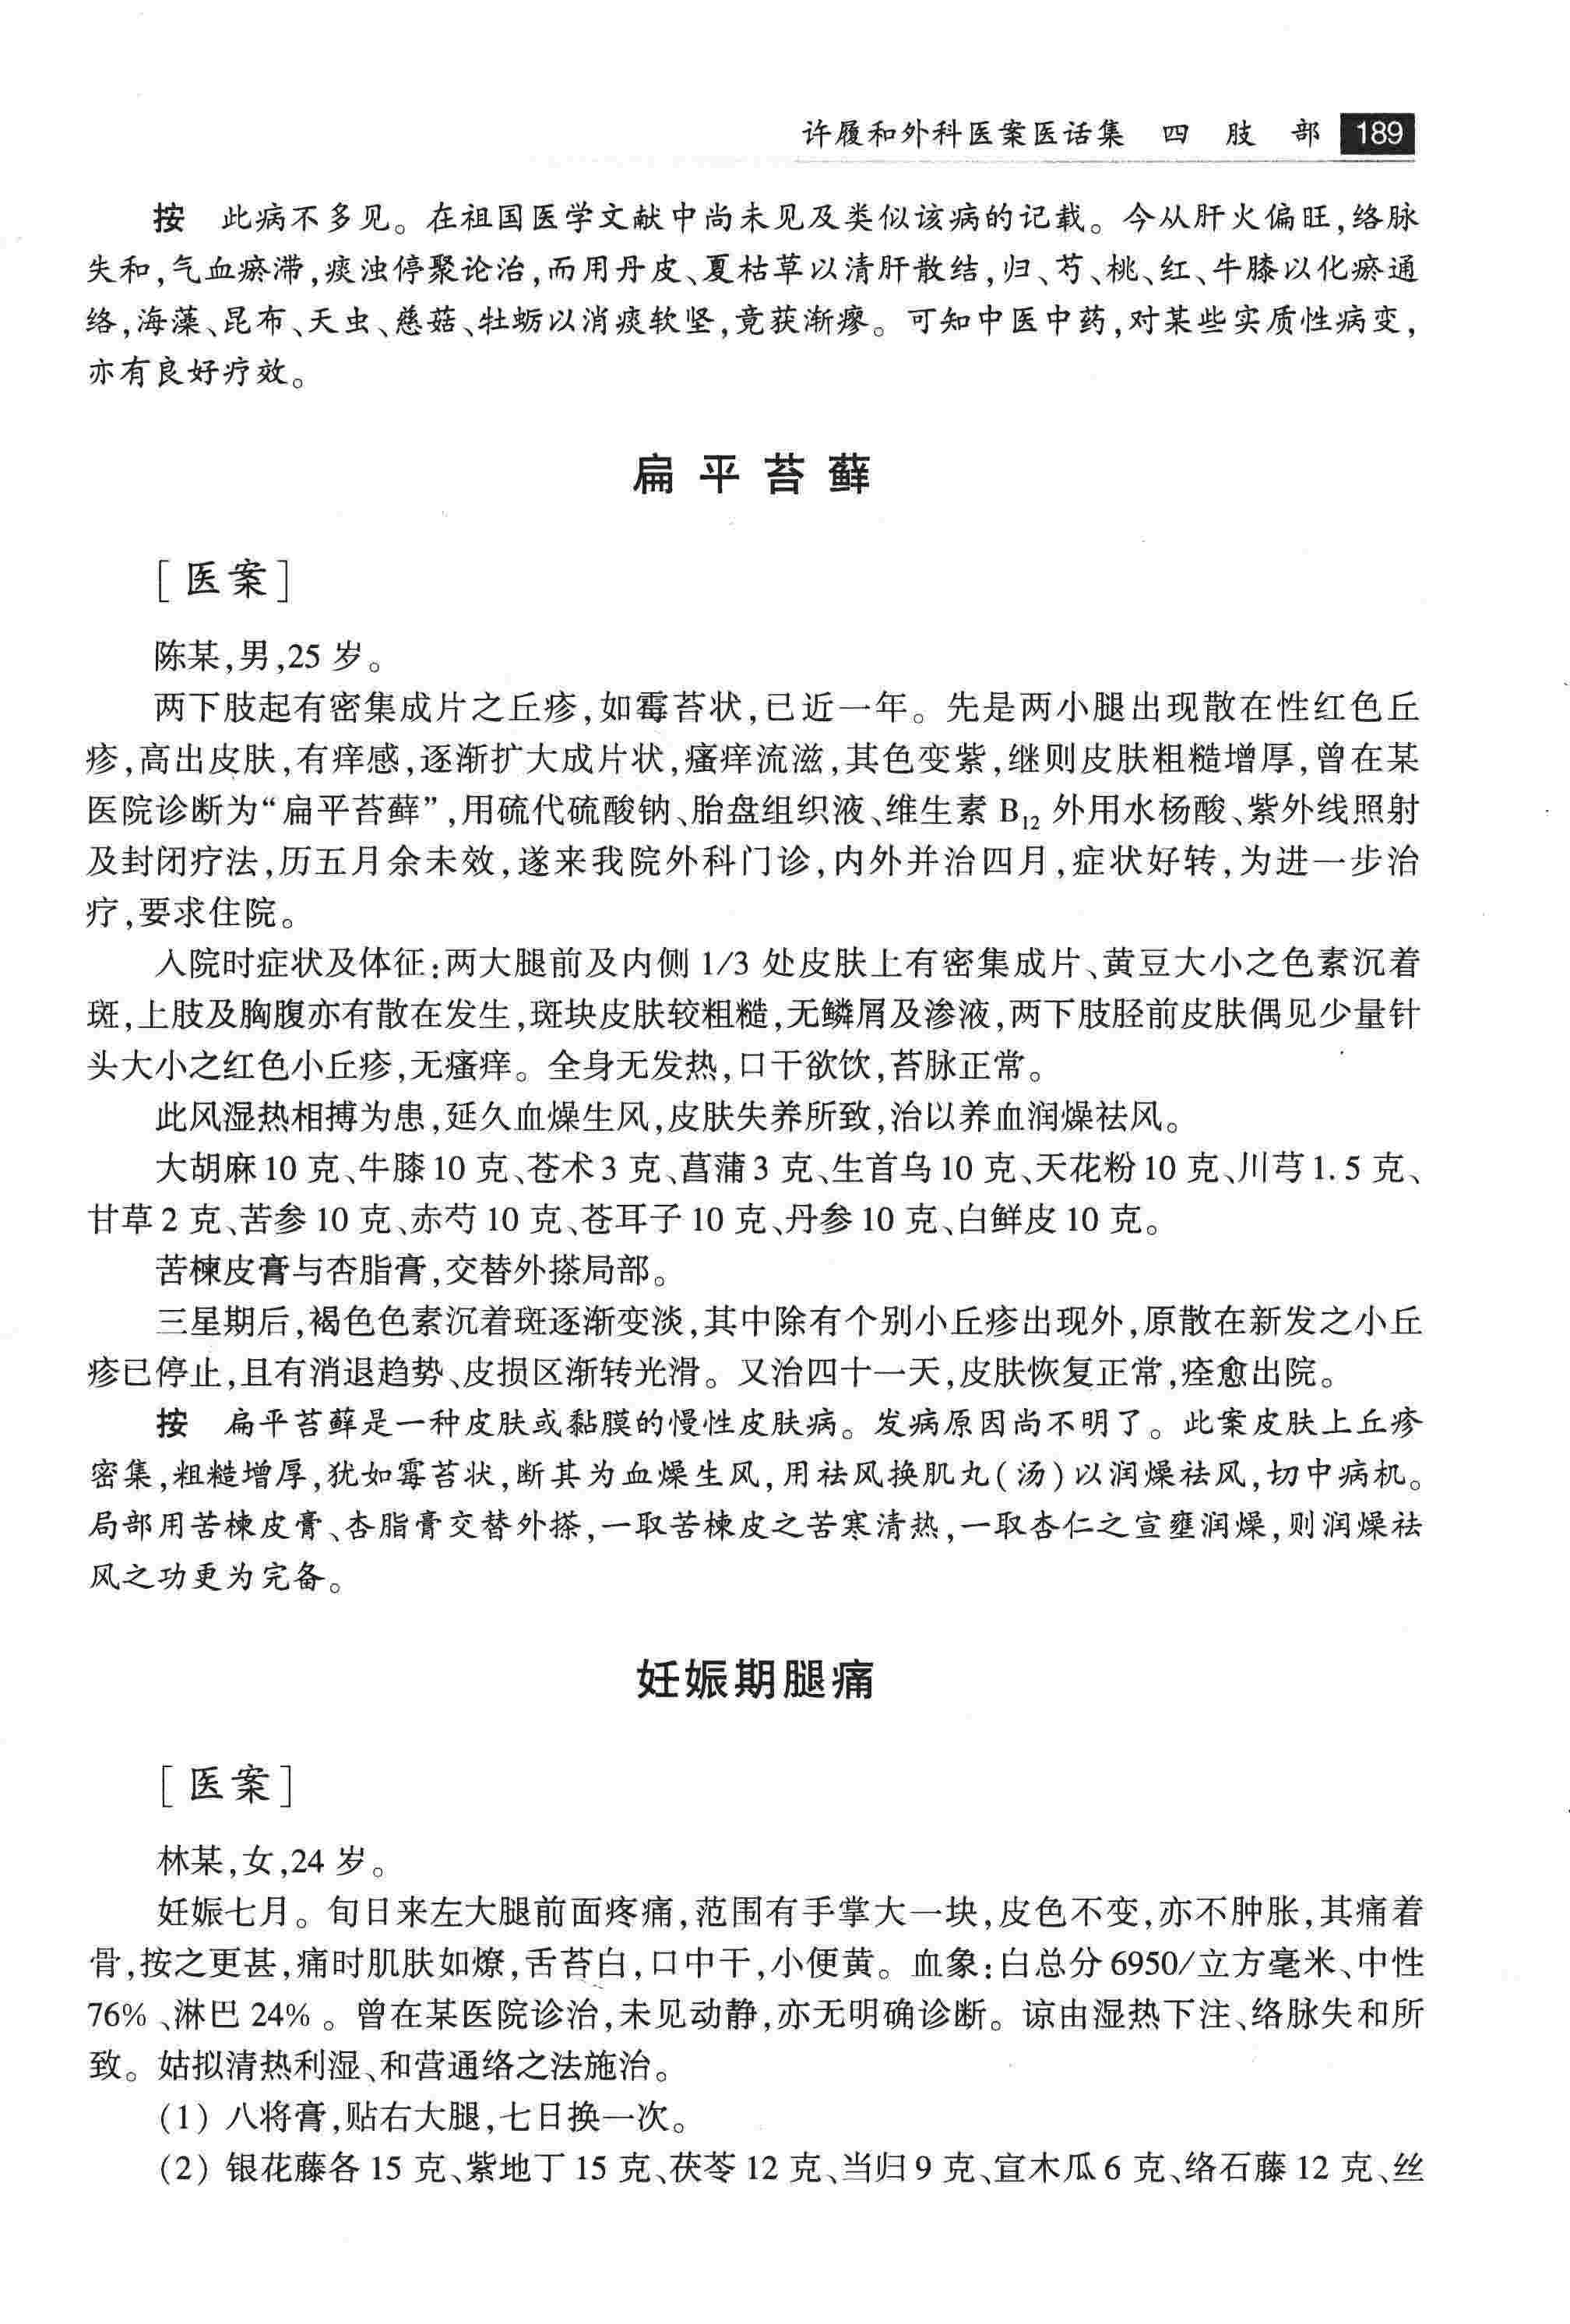 许履和外科医案医话集 四 肢 部 189
按 此病不多见。在祖国医学文献中尚未见及类似该病的记载。今从肝火偏旺,络脉
失和,气血瘀滞,痰浊停聚论治,而用丹皮、夏枯草以清肝散结,归、芍、桃、红、牛膝以化瘀通
络,海藻、昆布、天虫、慈菇、牡蛎以消痰软坚,竟获渐瘳。可知中医中药,对某些实质性病变,
亦有良好疗效。
扁平苔藓
[医案]
陈某,男,25 岁。
两下肢起有密集成片之丘疹,如霉苔状,已近一年。先是两小腿出现散在性红色丘
疹,高出皮肤,有痒感,逐渐扩大成片状,瘙痒流滋,其色变紫,继则皮肤粗糙增厚,曾在某
医院诊断为“扁平苔藓”,用硫代硫酸钠、胎盘组织液、维生素 B₁₂ 外用水杨酸、紫外线照射
及封闭疗法,历五月余未效,遂来我院外科门诊,内外并治四月,症状好转,为进一步治
疗,要求住院。
入院时症状及体征:两大腿前及内侧 1/3 处皮肤上有密集成片、黄豆大小之色素沉着
斑,上肢及胸腹亦有散在发生,斑块皮肤较粗糙,无鳞屑及渗液,两下肢胫前皮肤偶见少量针
头大小之红色小丘疹,无瘙痒。全身无发热,口干欲饮,苔脉正常。
此风湿热相搏为患,延久血燥生风,皮肤失养所致,治以养血润燥祛风。
大胡麻 10 克、牛膝 10 克、苍术 3 克、菖蒲 3 克、生首乌 10 克、天花粉 10 克、川芎 1.5 克、
甘草 2 克、苦参 10 克、赤芍 10 克、苍耳子 10 克、丹参 10 克、白鲜皮 10 克。
苦楝皮膏与杏脂膏,交替外搽局部。
三星期后,褐色色素沉着斑逐渐变淡,其中除有个别小丘疹出现外,原散在新发之小丘
疹已停止,且有消退趋势、皮损区渐转光滑。又治四十一天,皮肤恢复正常,痊愈出院。
按 扁平苔藓是一种皮肤或黏膜的慢性皮肤病。发病原因尚不明了。此案皮肤上丘疹
密集,粗糙增厚,犹如霉苔状,断其为血燥生风,用祛风换肌丸(汤)以润燥祛风,切中病机。
局部用苦楝皮膏、杏脂膏交替外搽,一取苦楝皮之苦寒清热,一取杏仁之宣壅润燥,则润燥祛
风之功更为完备。
妊娠期腿痛
[医案]
林某,女,24 岁。
妊娠七月。旬日来左大腿前面疼痛,范围有手掌大一块,皮色不变,亦不肿胀,其痛着
骨,按之更甚,痛时肌肤如燎,舌苔白,口中干,小便黄。血象:白总分 6950/立方毫米、中性
76%、淋巴 24%。曾在某医院诊治,未见动静,亦无明确诊断。谅由湿热下注、络脉失和所
致。姑拟清热利湿、和营通络之法施治。
(1) 八将膏,贴右大腿,七日换一次。
(2) 银花藤各 15 克、紫地丁 15 克、茯苓 12 克、当归 9 克、宣木瓜 6 克、络石藤 12 克、丝